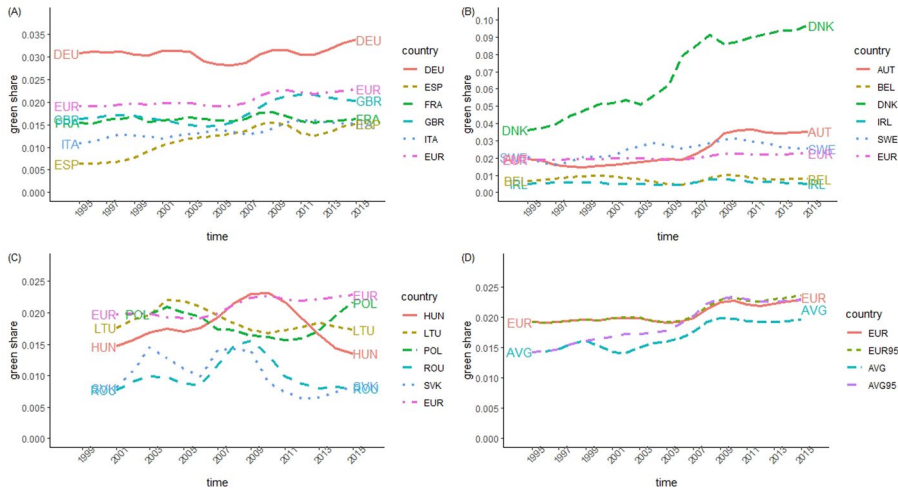 (A)
0.035
0.030
0.025
0.020
0.015
0.010
0.005
0.000
green share
DEU
EUR
GBR
FRA
ITA
ESP
DEU
EUR
GBR
FRA
ESP
1995
1997
1999
2001
2003
2005
2007
2009
2011
2013
2015
time
country
DEU
ESP
FRA
GBR
ITA
EUR
(B)
0.10
0.09
0.08
0.07
0.06
0.05
0.04
0.03
0.02
0.01
0.00
green share
DNK
SWE
EUR
BEL
IRL
DNK
AUT
SWE
EUR
BEL
IRL
1995
1997
1999
2001
2003
2005
2007
2009
2011
2013
2015
time
country
AUT
BEL
DNK
IRL
SWE
EUR
(C)
0.025
0.020
0.015
0.010
0.005
0.000
green share
EUR
POL
LTU
HUN
SVK
ROU
EUR
POL
LTU
HUN
SVK
ROU
1999
2001
2003
2005
2007
2009
2011
2013
2015
time
country
HUN
LTU
POL
ROU
SVK
EUR
(D)
0.025
0.020
0.015
0.010
0.005
0.000
green share
EUR
AVG
EUR
AVG
1995
1997
1999
2001
2003
2005
2007
2009
2011
2013
2015
time
country
EUR
EUR95
AVG
AVG95